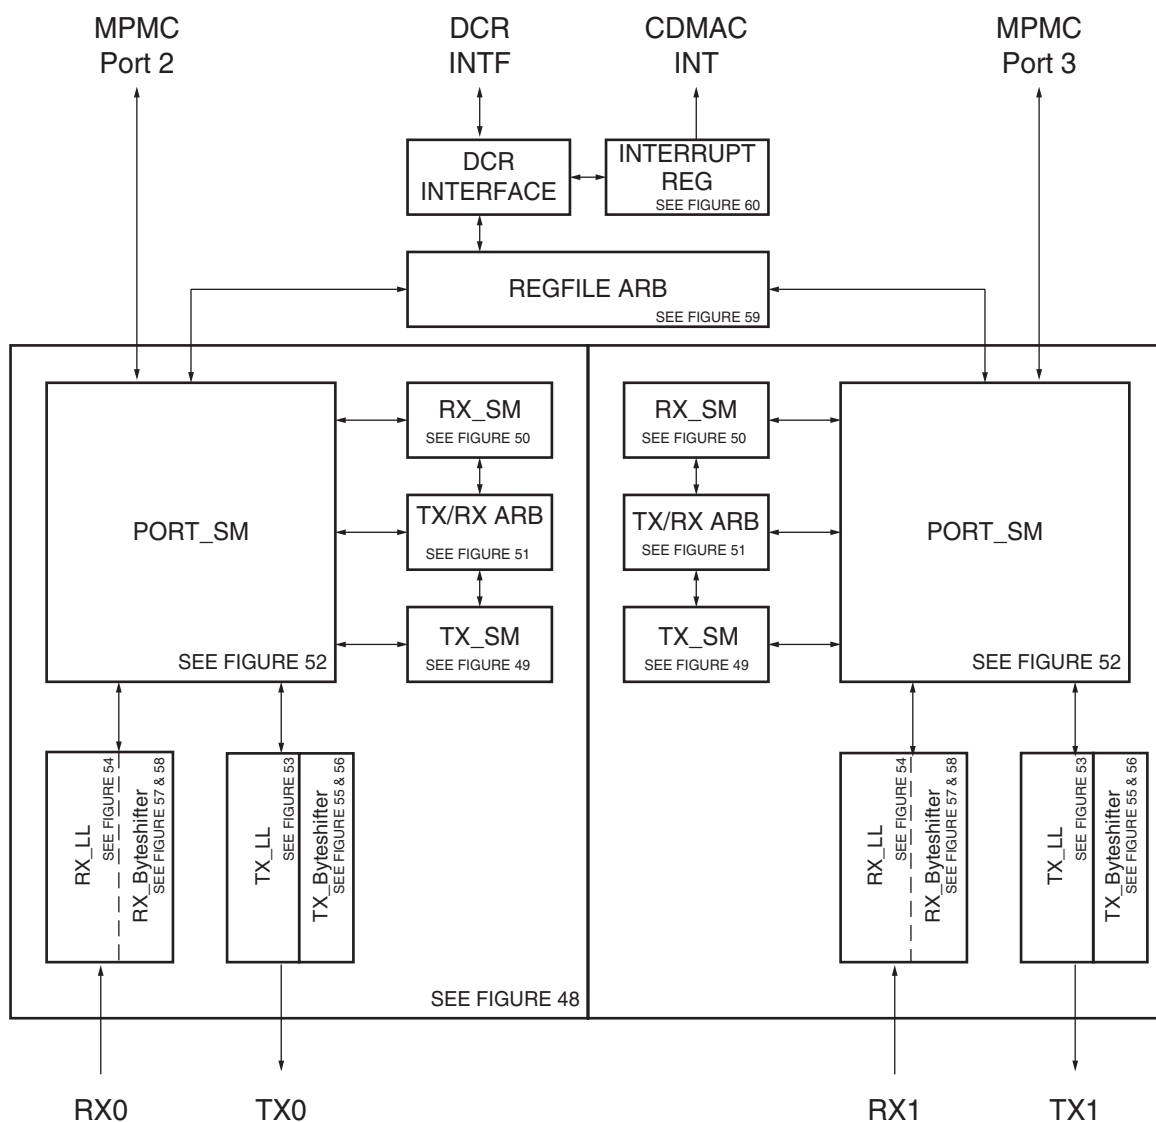 MPMC
Port 2
DCR
INTF
CDMAC
INT
MPMC
Port 3
DCR
INTERFACE
INTERRUPT
REG
SEE FIGURE 60
REGFILE ARB
SEE FIGURE 59
PORT_SM
SEE FIGURE 52
RX_SM
SEE FIGURE 50
TX/RX ARB
SEE FIGURE 51
TX_SM
SEE FIGURE 49
RX_LL
SEE FIGURE 54
RX_Byteshifter
SEE FIGURE 57 & 58
TX_LL
SEE FIGURE 53
TX_Byteshifter
SEE FIGURE 55 & 56
SEE FIGURE 48
RX_SM
SEE FIGURE 50
TX/RX ARB
SEE FIGURE 51
TX_SM
SEE FIGURE 49
PORT_SM
SEE FIGURE 52
RX_LL
SEE FIGURE 54
RX_Byteshifter
SEE FIGURE 57 & 58
TX_LL
SEE FIGURE 53
TX_Byteshifter
SEE FIGURE 55 & 56
RX0
TX0
RX1
TX1